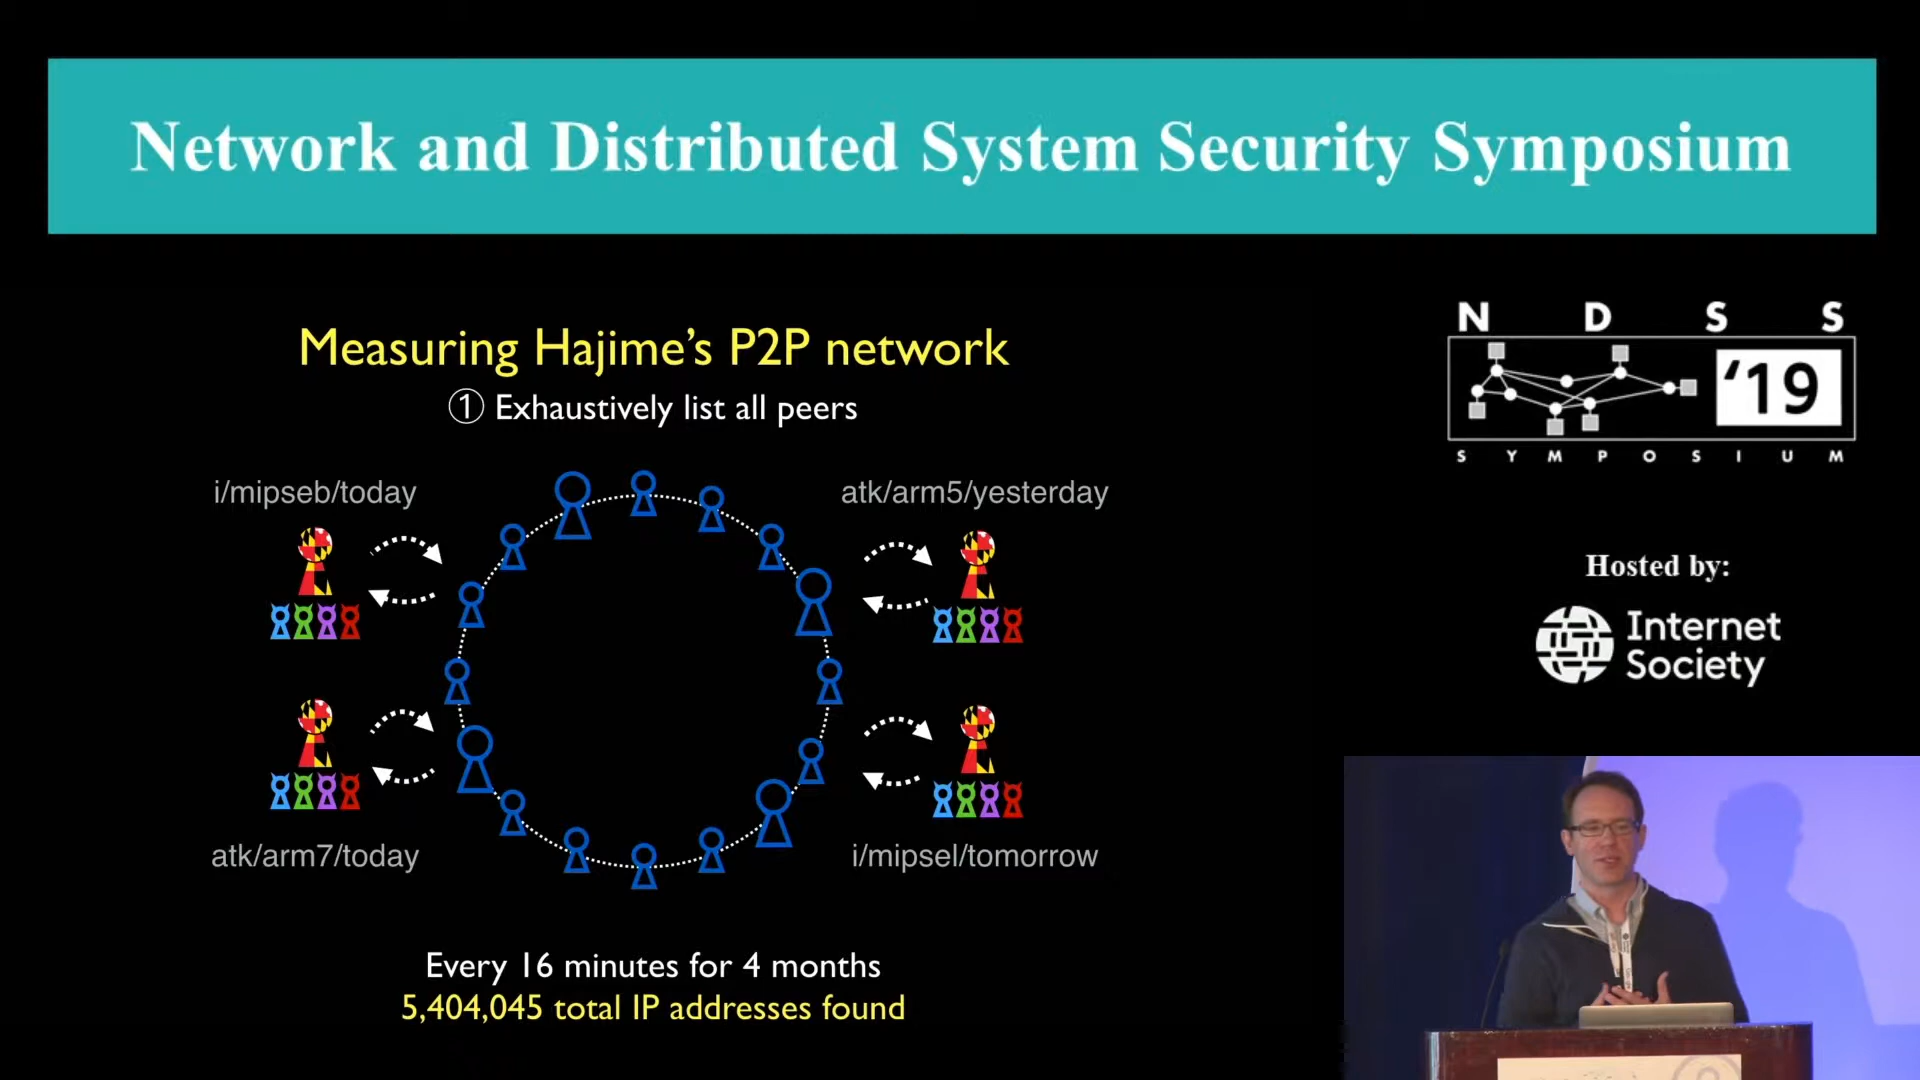 Network and Distributed System Security Symposium
Measuring Hajime’s P2P network
① Exhaustively list all peers
i/mipseb/today
atk/arm5/yesterday
atk/arm7/today
i/mipsel/tomorrow
Every 16 minutes for 4 months
5,404,045 total IP addresses found
N D S S
‘19
S Y M P O S I U M
Hosted by:
Internet
Society